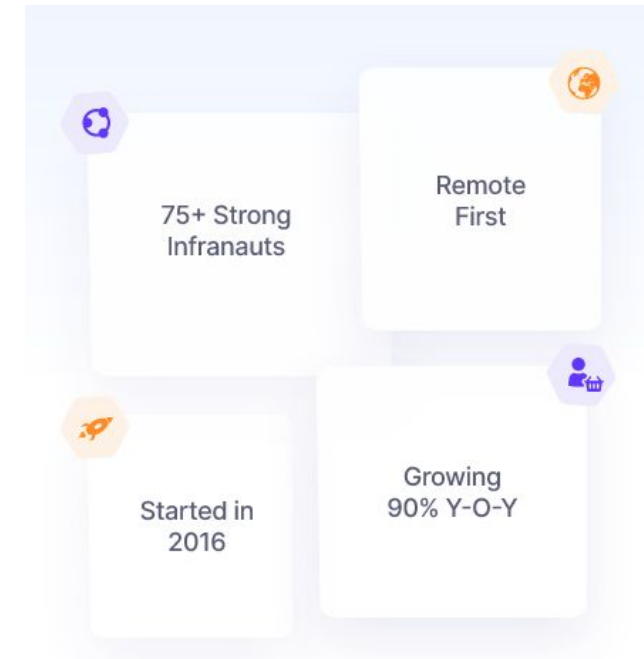 75+ Strong
Infranauts
Remote
First
Started in
2016
Growing
90% Y-O-Y